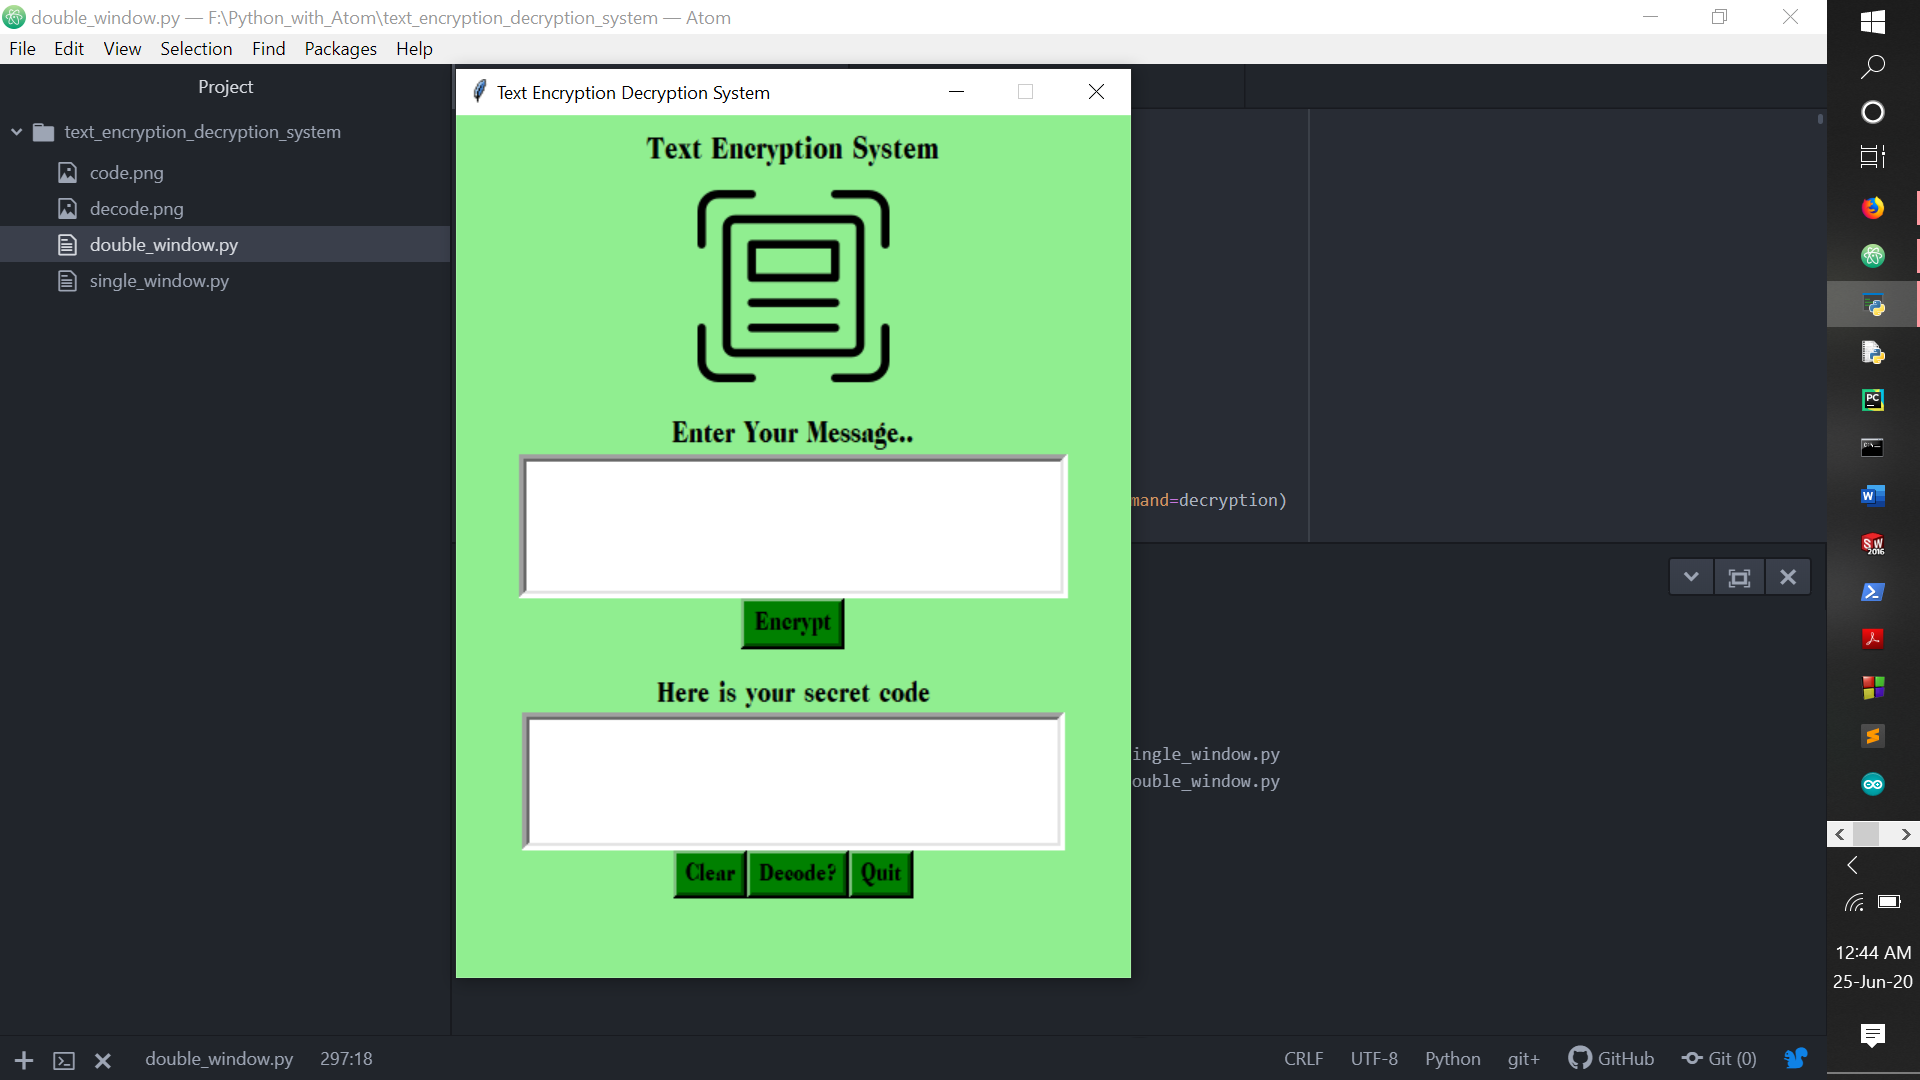 double_window.py — F:\Python_with_Atom\text_encryption_decryption_system — Atom
File Edit View Selection Find Packages Help
Project
text_encryption_decryption_system
code.png
decode.png
double_window.py
single_window.py
Text Encryption Decryption System
Text Encryption System
Enter Your Message..
Encrypt
Here is your secret code
Clear Decode? Quit
mand=decryption)
ingle_window.py
ouble_window.py
PC
W
SW
2016
12:44 AM
25-Jun-20
double_window.py 297:18 CRLF UTF-8 Python git+ GitHub Git (0)